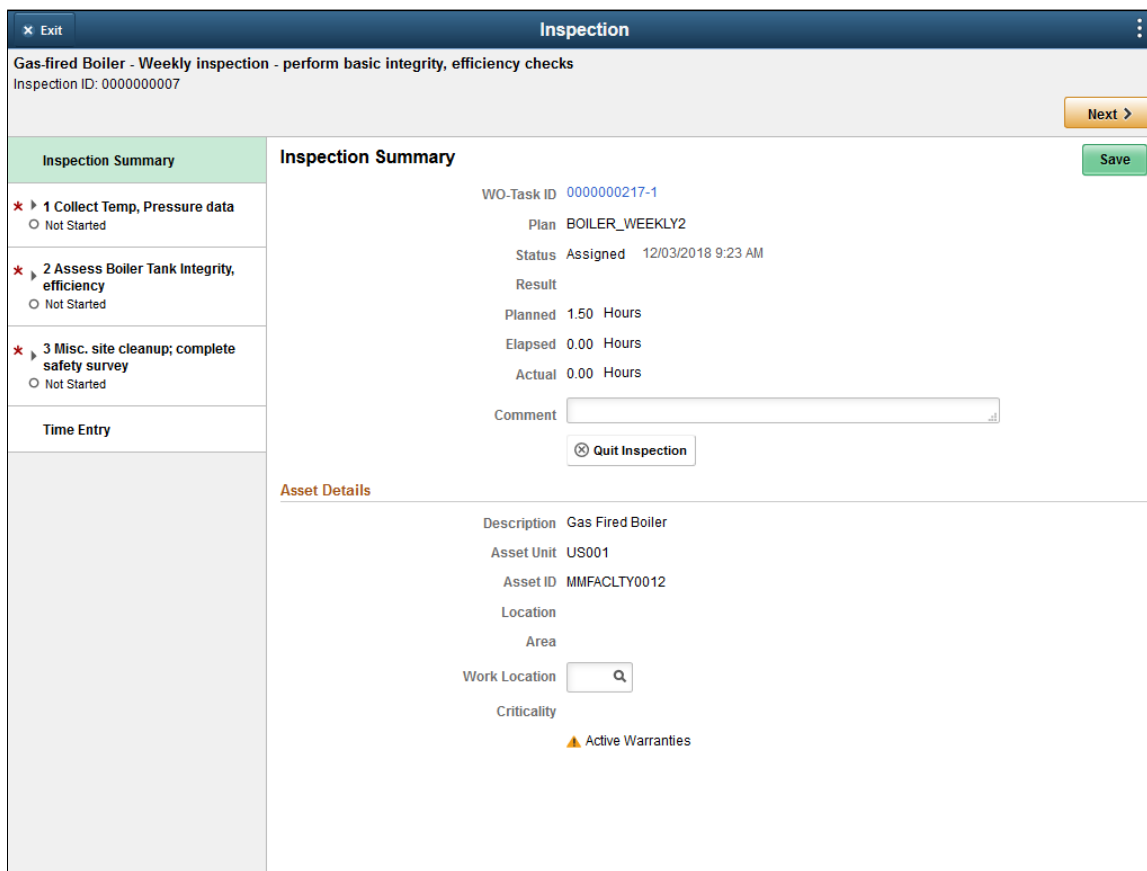 Exit
Inspection
Gas-fired Boiler - Weekly inspection - perform basic integrity, efficiency checks
Inspection ID: 0000000007
Next
Inspection Summary
* 1 Collect Temp, Pressure data
Not Started
* 2 Assess Boiler Tank Integrity,
efficiency
Not Started
* 3 Misc. site cleanup; complete
safety survey
Not Started
Time Entry
Inspection Summary
Save
WO-Task ID 0000000217-1
Plan BOILER_WEEKLY2
Status Assigned 12/03/2018 9:23 AM
Result
Planned 1.50 Hours
Elapsed 0.00 Hours
Actual 0.00 Hours
Comment
Quit Inspection
Asset Details
Description Gas Fired Boiler
Asset Unit US001
Asset ID MMFACLTY0012
Location
Area
Work Location
Criticality
Active Warranties